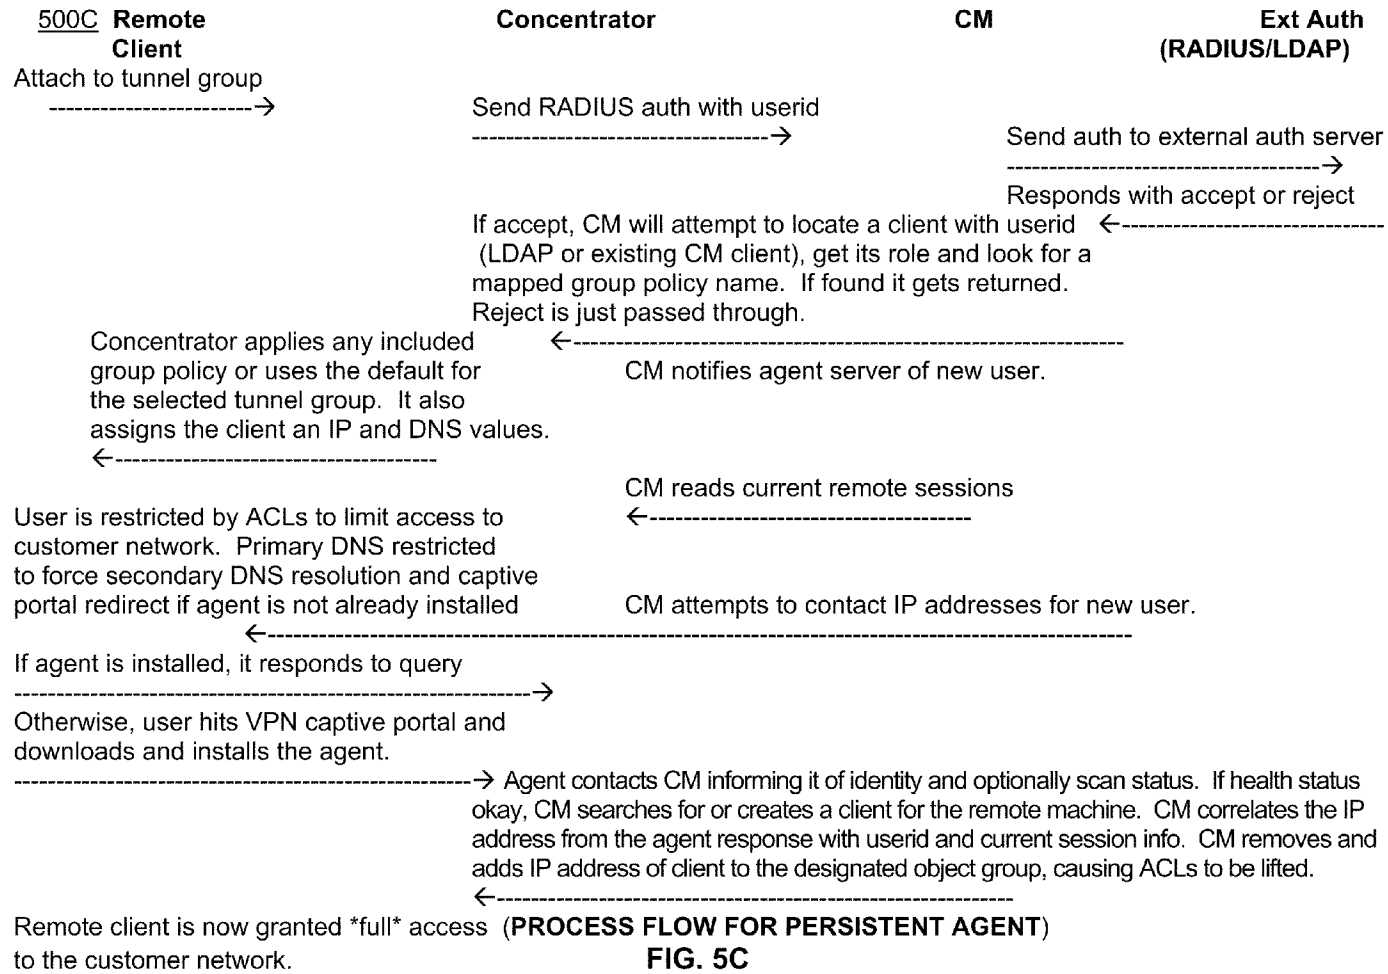 500C Remote Client
Concentrator
CM
Ext Auth (RADIUS/LDAP)
Attach to tunnel group
----------------------->
Send RADIUS auth with userid
----------------------------------->
Send auth to external auth server
------------------------------------->
Responds with accept or reject
<-------------------------------
If accept, CM will attempt to locate a client with userid
(LDAP or existing CM client), get its role and look for a
mapped group policy name.  If found it gets returned.
Reject is just passed through.
<-----------------------------------------------------------------
Concentrator applies any included
group policy or uses the default for
the selected tunnel group.  It also
assigns the client an IP and DNS values.
<--------------------------------------
CM notifies agent server of new user.
CM reads current remote sessions
<--------------------------------------
User is restricted by ACLs to limit access to
customer network.  Primary DNS restricted
to force secondary DNS resolution and captive
portal redirect if agent is not already installed
CM attempts to contact IP addresses for new user.
<------------------------------------------------------------------------------------------------------
If agent is installed, it responds to query
------------------------------------------------------------->
Otherwise, user hits VPN captive portal and
downloads and installs the agent.
------------------------------------------------------> Agent contacts CM informing it of identity and optionally scan status.  If health status
okay, CM searches for or creates a client for the remote machine.  CM correlates the IP
address from the agent response with userid and current session info.  CM removes and
adds IP address of client to the designated object group, causing ACLs to be lifted.
<-------------------------------------------------------------
Remote client is now granted *full* access (PROCESS FLOW FOR PERSISTENT AGENT)
to the customer network.
FIG. 5C